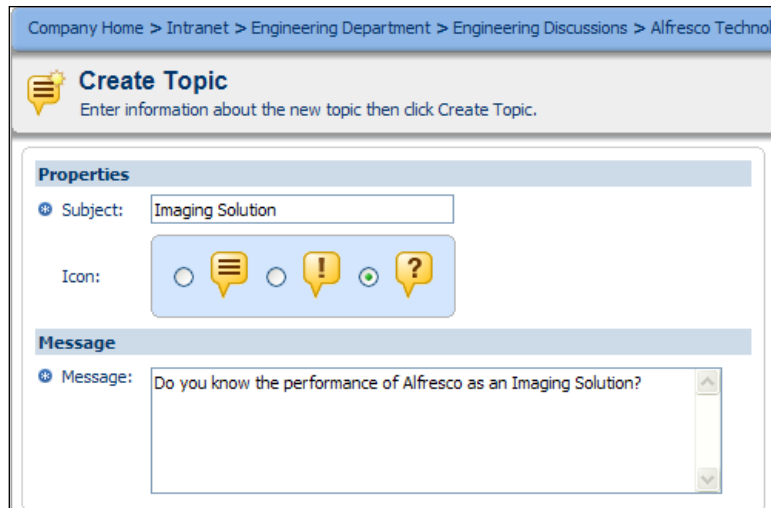 Company Home > Intranet > Engineering Department > Engineering Discussions > Alfresco
Create Topic
Enter information about the new topic then click Create Topic.
Properties
Subject: Imaging Solution
Icon:
Message
Message: Do you know the performance of Alfresco as an Imaging Solution?